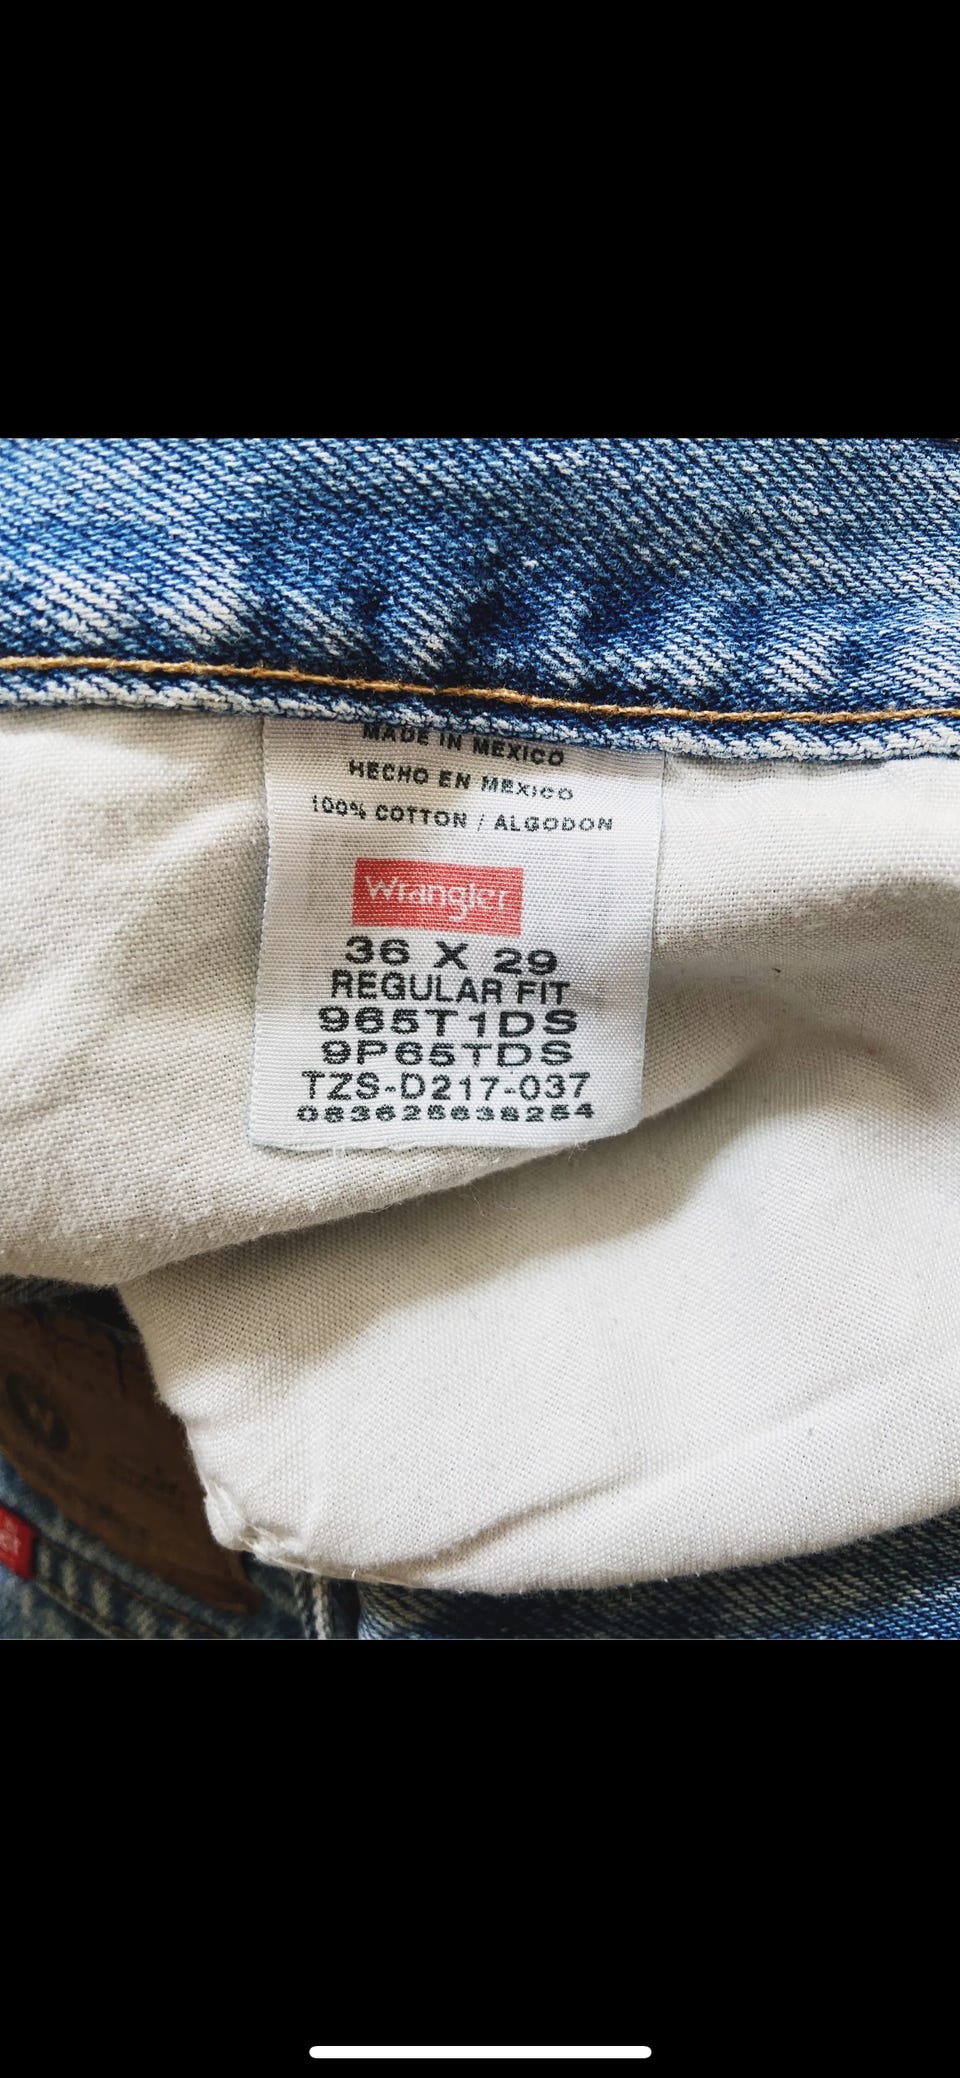 MADE IN MEXICO
HECHO EN MEXICO
100% COTTON / ALGODON
Wrangler
36 X 29
REGULAR FIT
965T1DS
9P65TDS
TZS-D217-037
083625638254
W